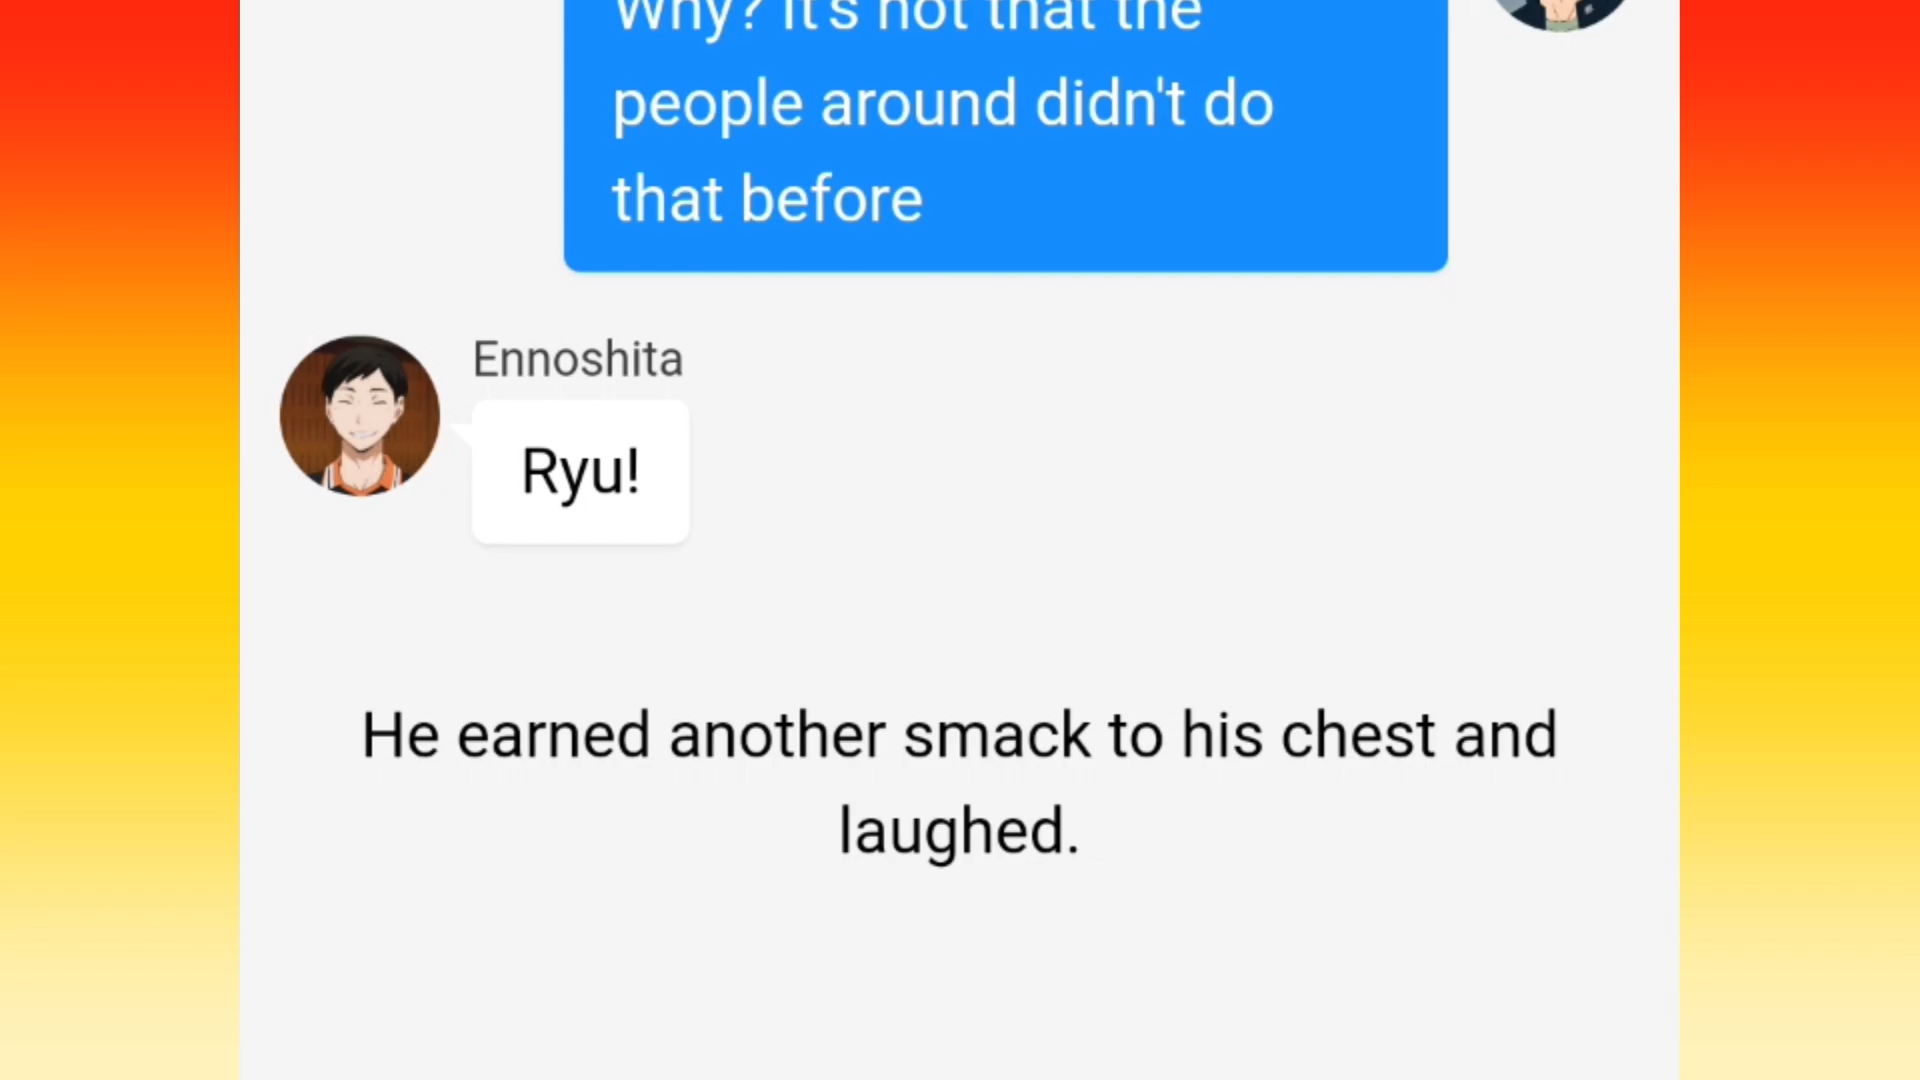 Why? It's not that the
people around didn't do
that before
Ennoshita
Ryu!
He earned another smack to his chest and
laughed.